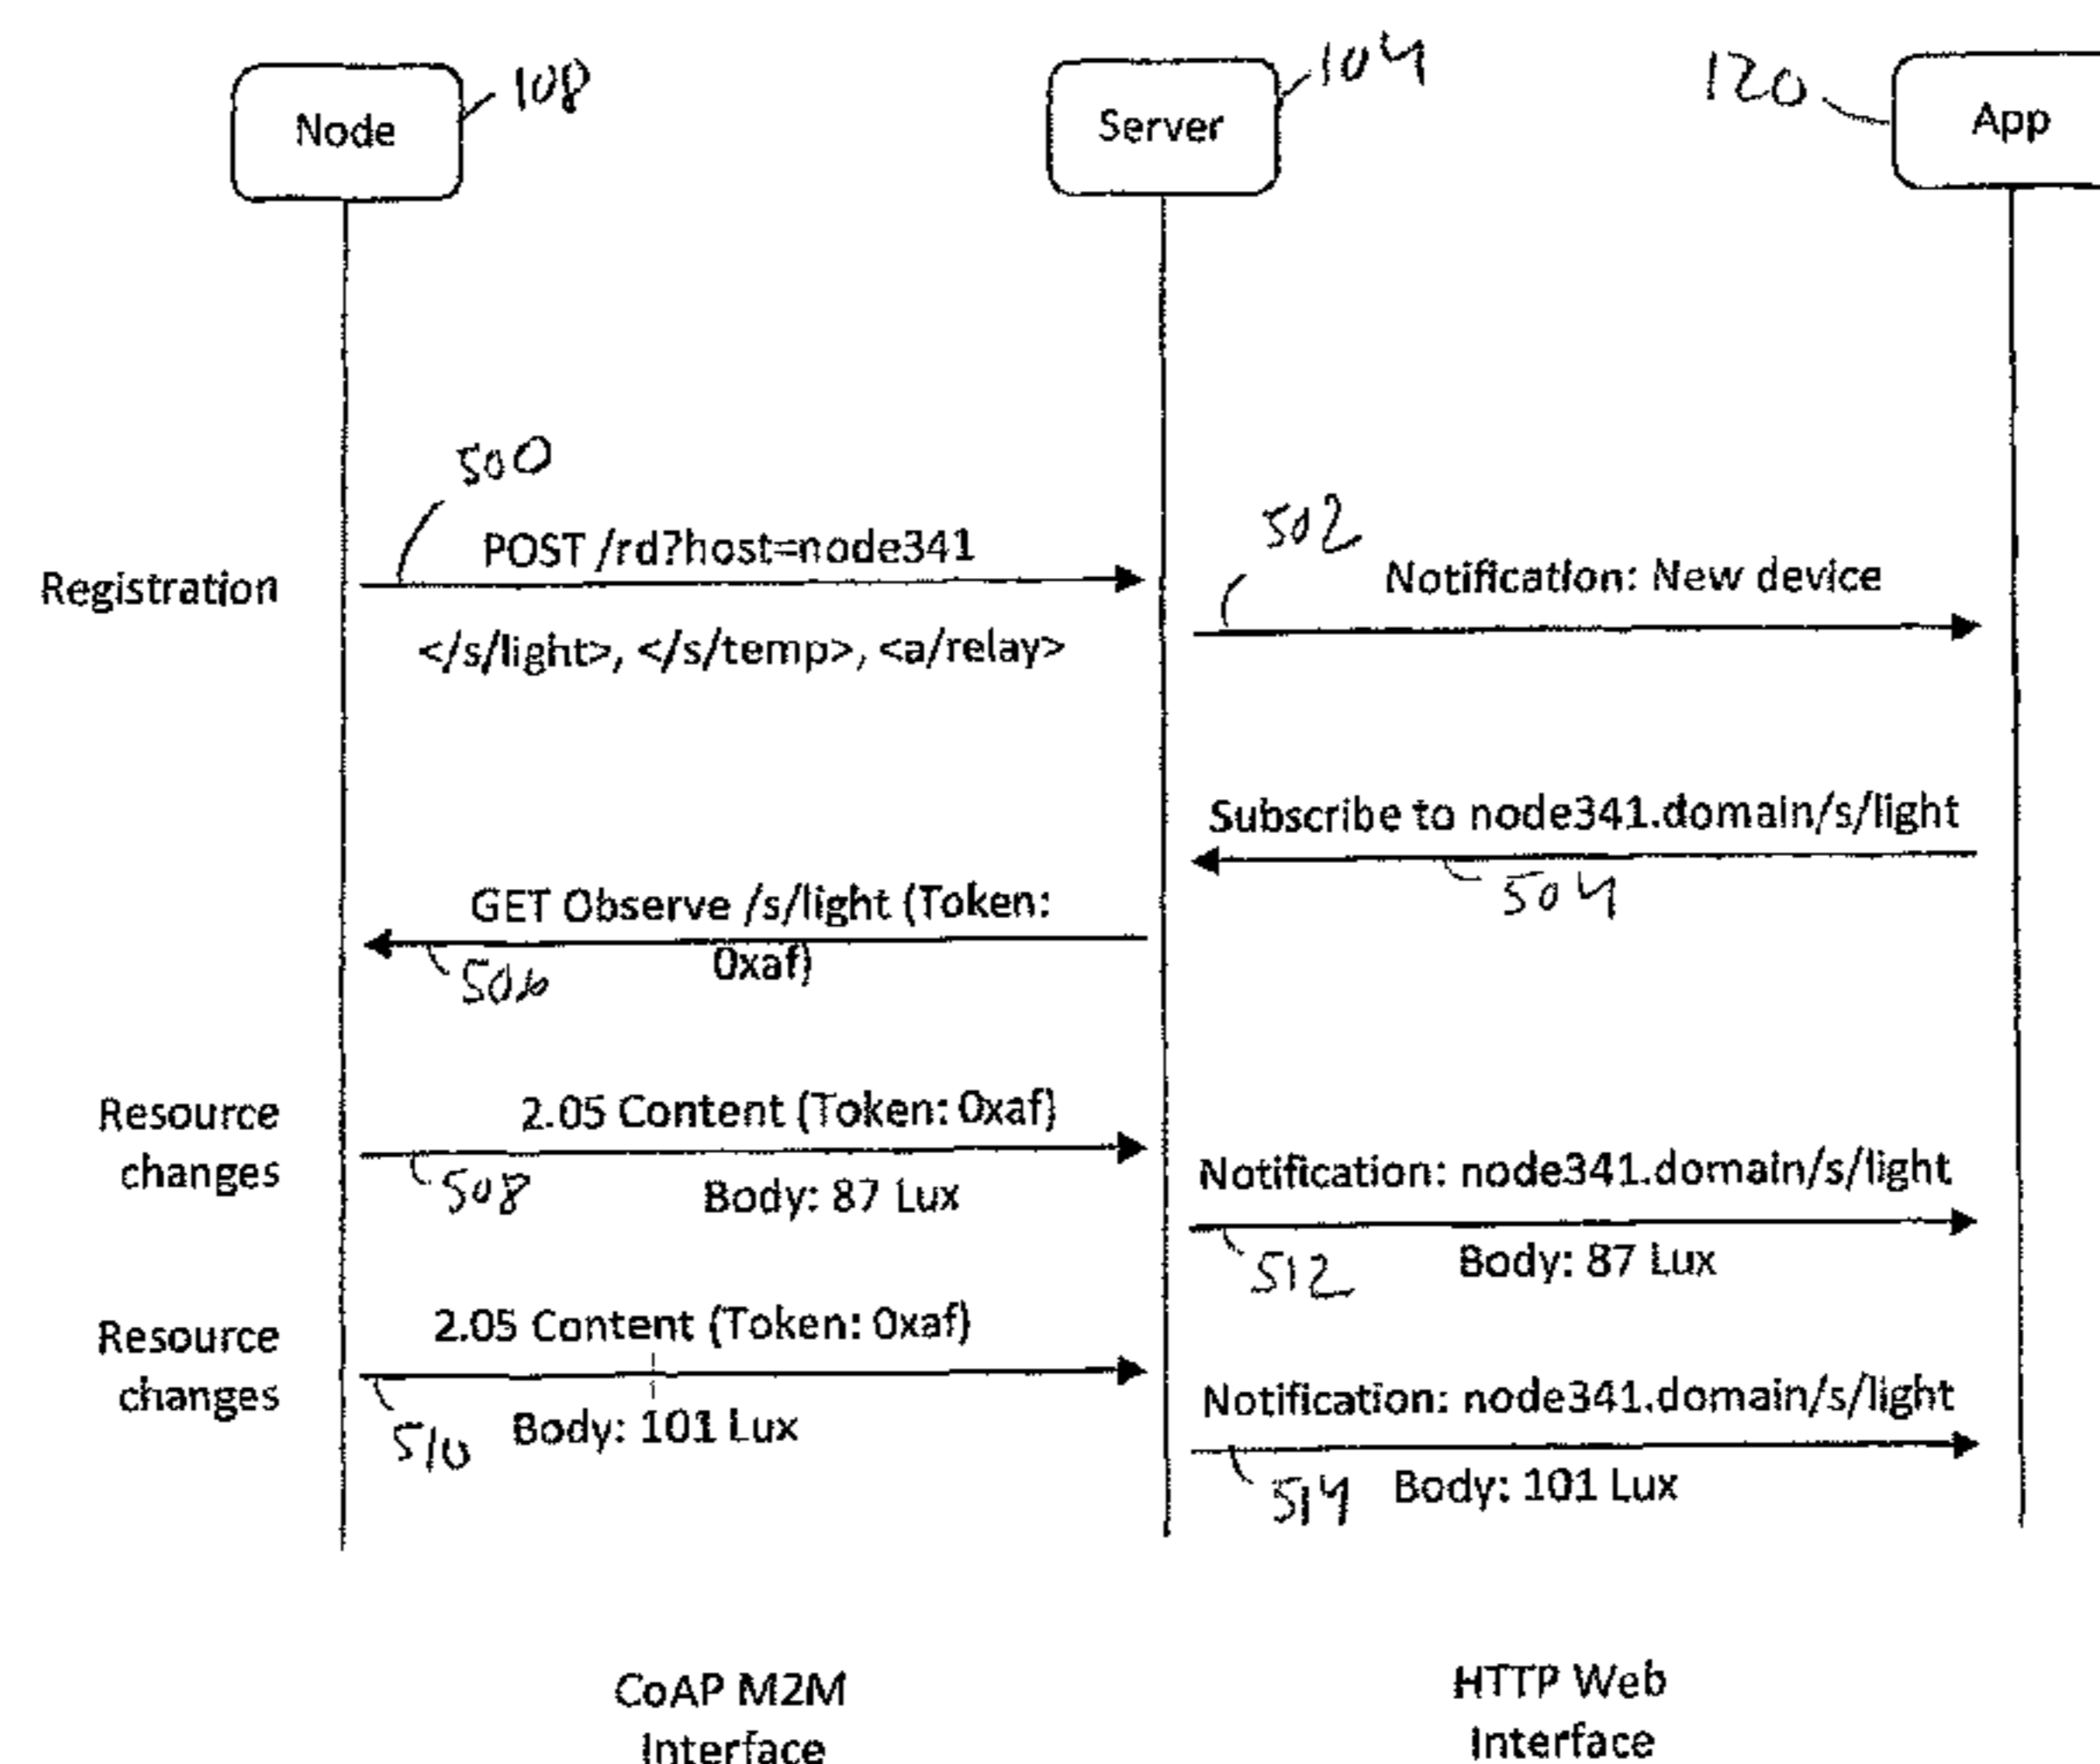 Node
108
Server
104
120
App
500
POST /rd?host=node341
Registration
</s/light>, </s/temp>, <a/relay>
502
Notification: New device
Subscribe to node341.domain/s/light
504
GET Observe /s/light (Token:
0xaf)
506
Resource
changes
2.05 Content (Token: 0xaf)
508
Body: 87 Lux
Notification: node341.domain/s/light
512
Body: 87 Lux
Resource
changes
2.05 Content (Token: 0xaf)
510
Body: 101 Lux
Notification: node341.domain/s/light
514
Body: 101 Lux
CoAP M2M
Interface
HTTP Web
Interface